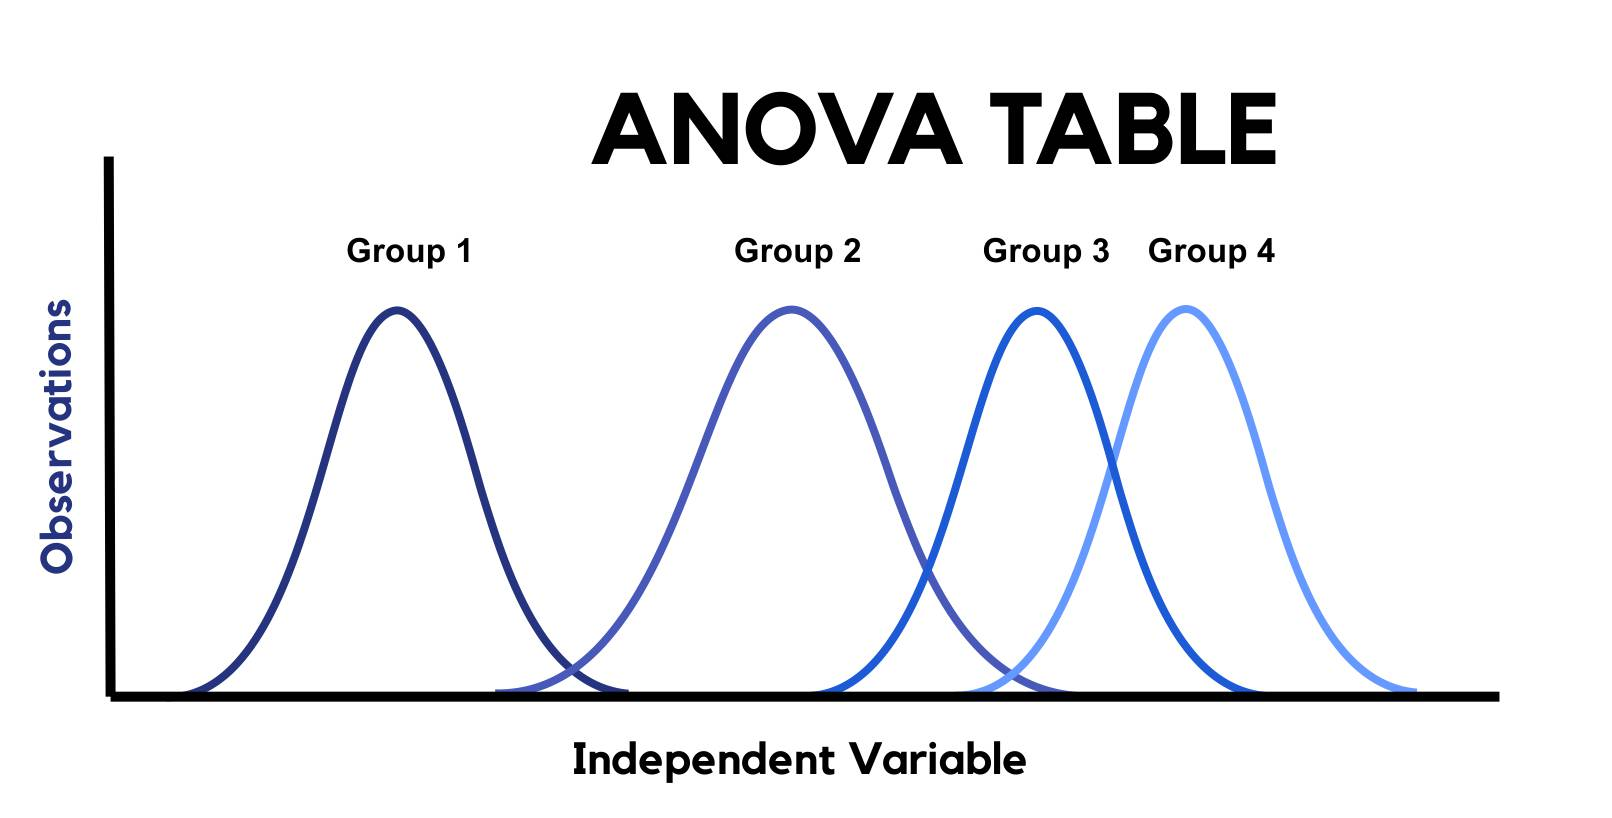 ANOVA TABLE
Group 1
Group 2
Group 3
Group 4
Observations
Independent Variable